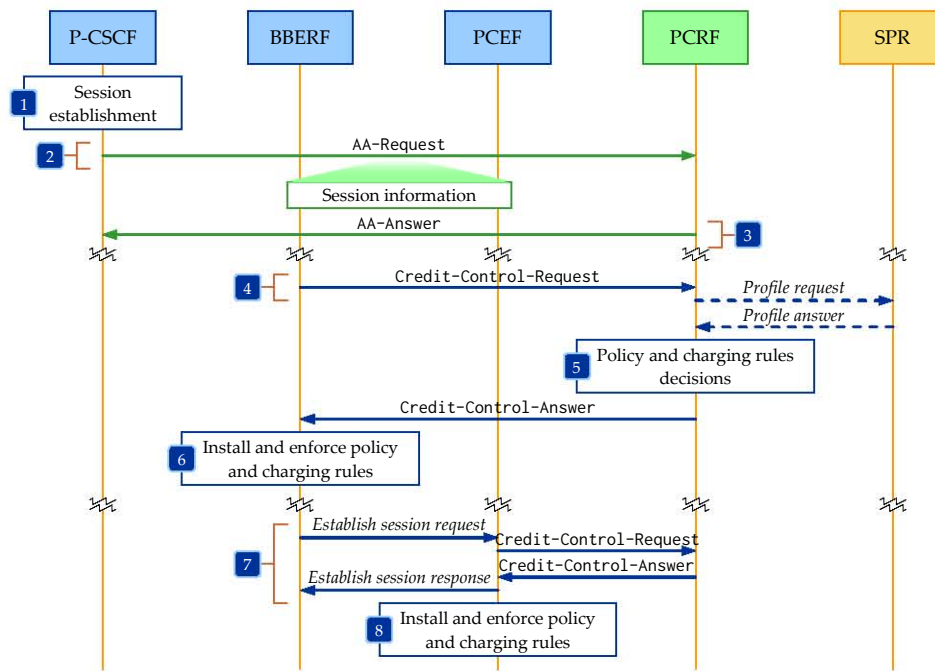 P-CSCF
BBERF
PCEF
PCRF
SPR
1
Session
establishment
2
AA-Request
Session information
AA-Answer
3
4
Credit-Control-Request
Profile request
Profile answer
5
Policy and charging rules
decisions
Credit-Control-Answer
6
Install and enforce policy
and charging rules
7
Establish session request
Credit-Control-Request
Credit-Control-Answer
Establish session response
8
Install and enforce policy
and charging rules